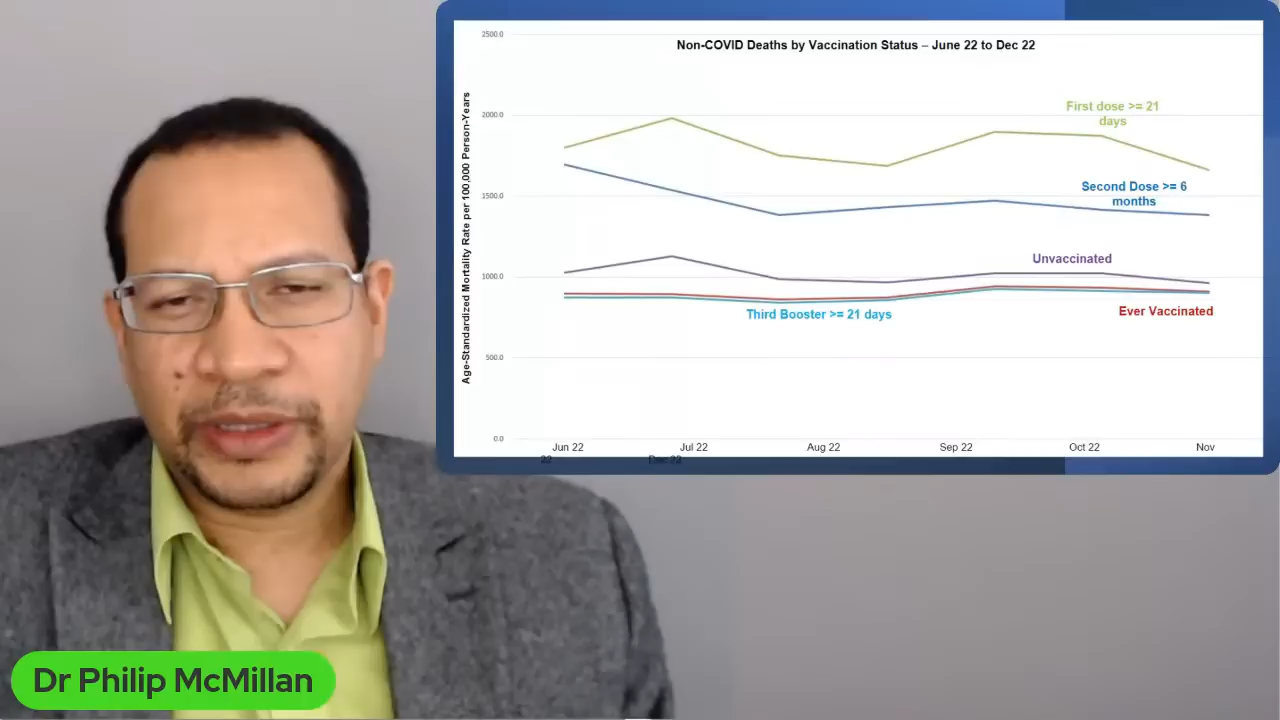 Non-COVID Deaths by Vaccination Status – June 22 to Dec 22
Age-Standardized Mortality Rate per 100,000 Person-Years
2500.0
2000.0
1500.0
1000.0
500.0
0.0
First dose >= 21
days
Second Dose >= 6
months
Unvaccinated
Third Booster >= 21 days
Ever Vaccinated
Jun 22 Jul 22 Aug 22 Sep 22 Oct 22 Nov
22 Dec 22
Dr Philip McMillan